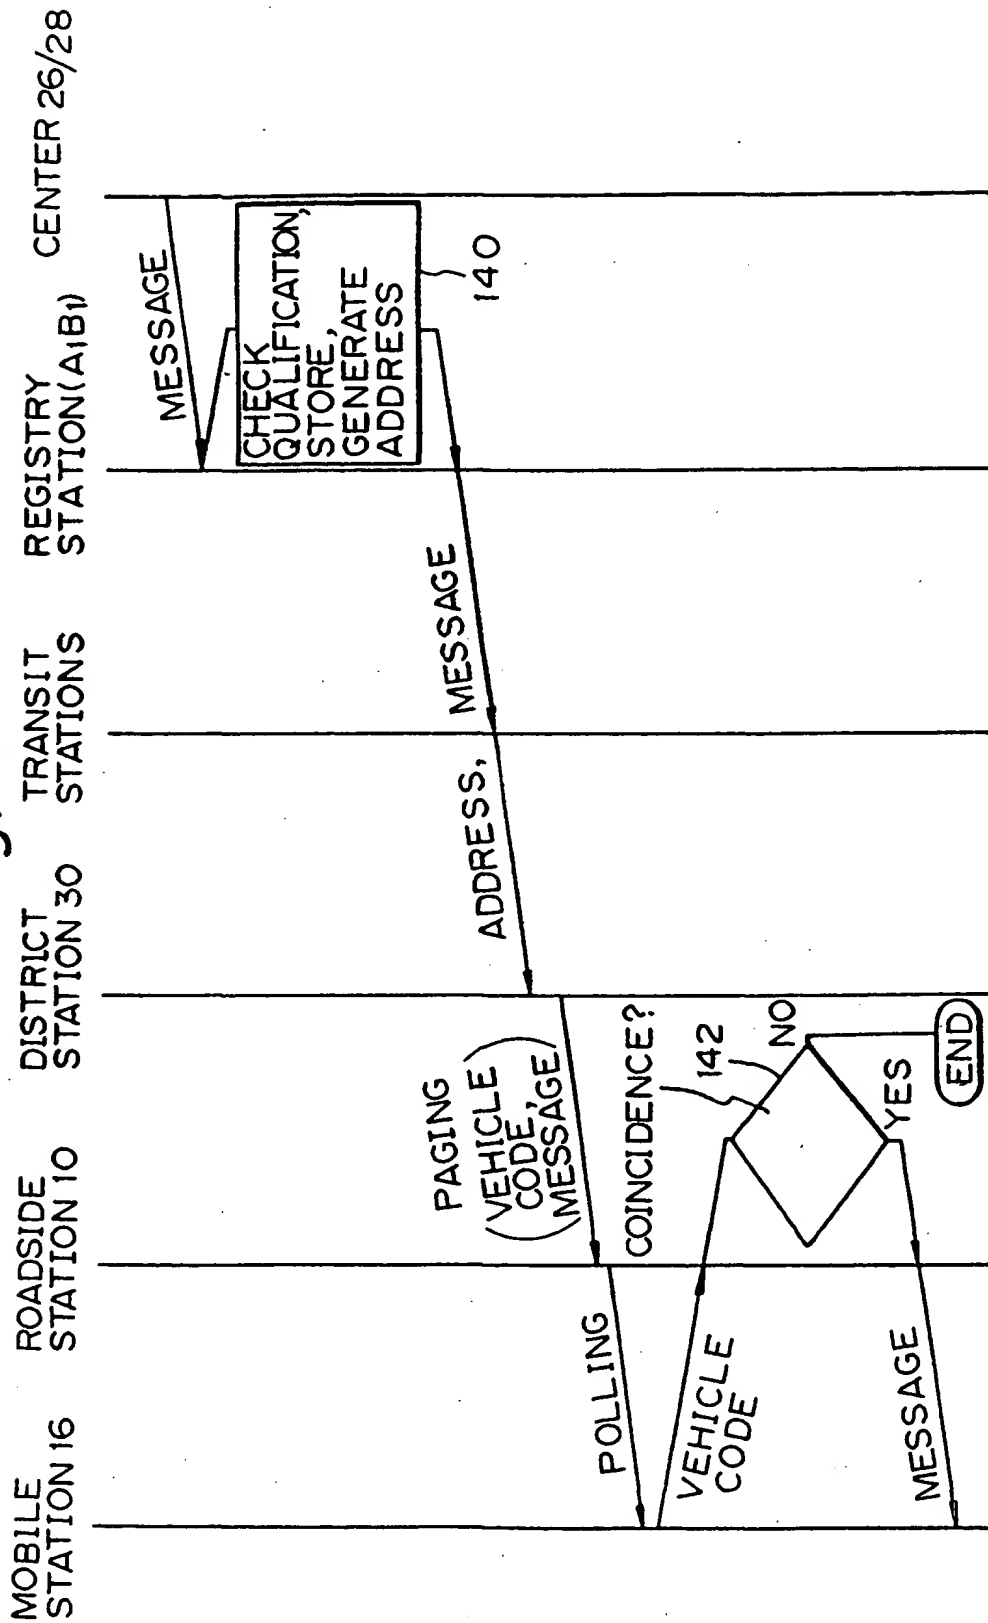 MOBILE
STATION 16
ROADSIDE
STATION 10
DISTRICT
STATION 30
TRANSIT
STATIONS
REGISTRY
STATION(A1B1)
CENTER 26/28
MESSAGE
CHECK
QUALIFICATION,
STORE,
GENERATE
ADDRESS
140
ADDRESS, MESSAGE
PAGING
(VEHICLE
CODE,
MESSAGE)
POLLING
VEHICLE
CODE
COINCIDENCE?
142
NO
YES
END
MESSAGE